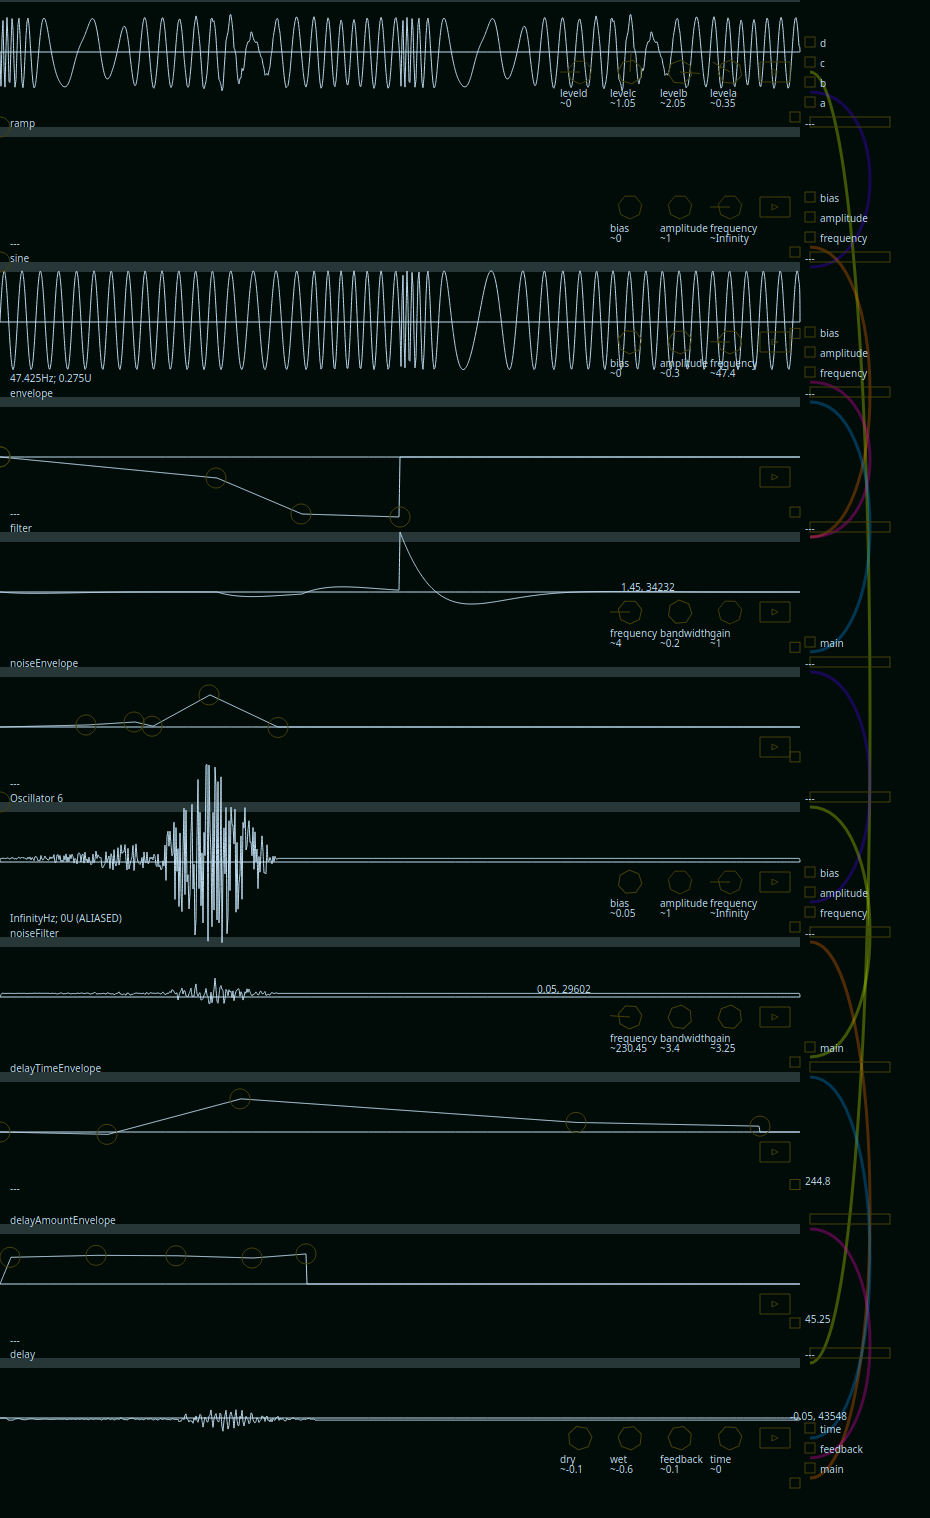 d
c
b
a
leveld levelc levelb levela
~0 ~1.05 ~2.05 ~0.35
ramp ---
bias
amplitude
frequency
bias amplitude frequency
~0 ~1 ~Infinity
---
sine ---
bias
amplitude
frequency
bias amplitude frequency
~0 ~0.3 ~47.4
47.425Hz; 0.275U
envelope ---
---
filter ---
1.45, 34232
frequency bandwidth gain
~4 ~0.2 ~1
main
noiseEnvelope ---
---
Oscillator 6 ---
bias
amplitude
frequency
bias amplitude frequency
~0.05 ~1 ~Infinity
InfinityHz; 0U (ALIASED)
noiseFilter ---
0.05, 29602
frequency bandwidth gain
~230.45 ~3.4 ~3.25
main
delayTimeEnvelope
244.8
---
delayAmountEnvelope
45.25
---
delay ---
-0.05, 43548
time
feedback
main
dry wet feedback time
~-0.1 ~-0.6 ~0.1 ~0